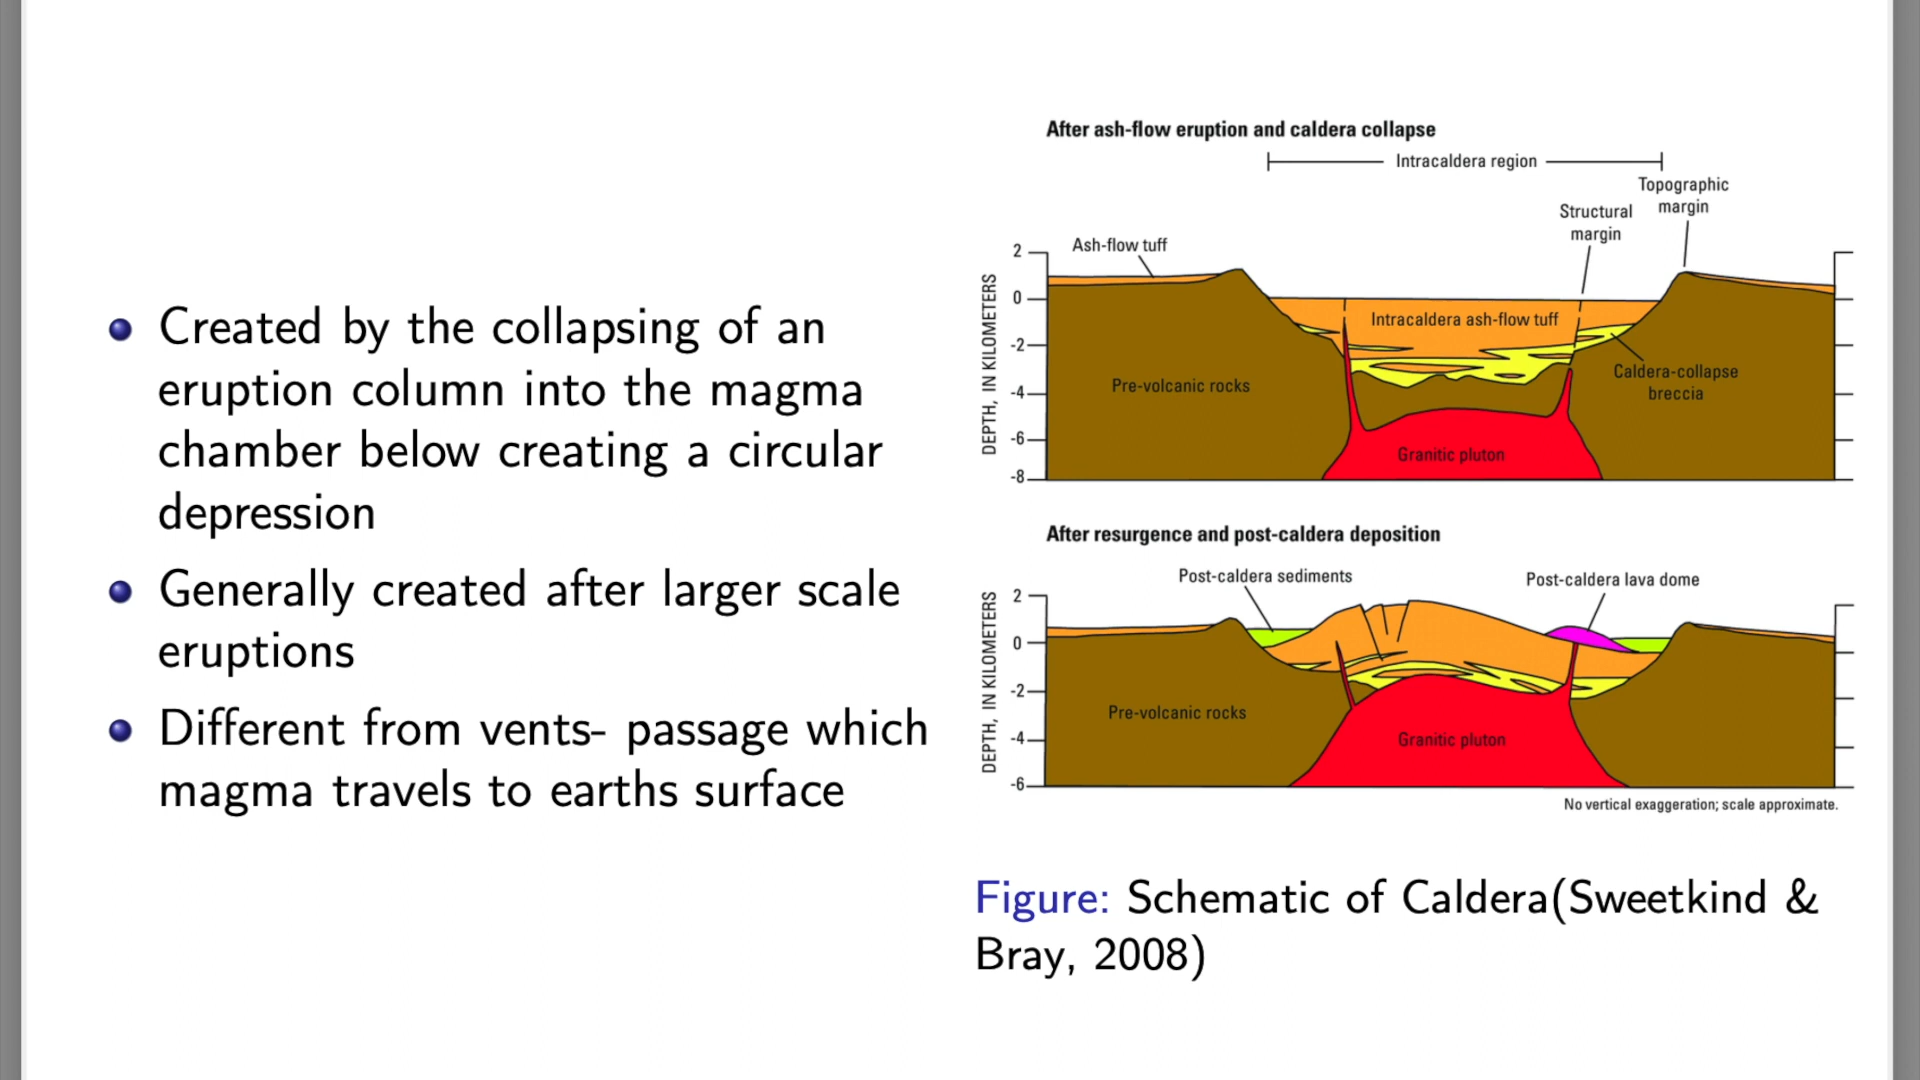 Created by the collapsing of an
eruption column into the magma
chamber below creating a circular
depression
Generally created after larger scale
eruptions
Different from vents- passage which
magma travels to earths surface
After ash-flow eruption and caldera collapse
Intracaldera region
Topographic
margin
Structural
margin
Ash-flow tuff
2
0
-2
-4
-6
-8
DEPTH, IN KILOMETERS
Intracaldera ash-flow tuff
Caldera-collapse
breccia
Pre-volcanic rocks
Granitic pluton
After resurgence and post-caldera deposition
Post-caldera sediments
Post-caldera lava dome
2
0
-2
-4
-6
DEPTH, IN KILOMETERS
Pre-volcanic rocks
Granitic pluton
No vertical exaggeration; scale approximate.
Figure: Schematic of Caldera(Sweetkind &
Bray, 2008)